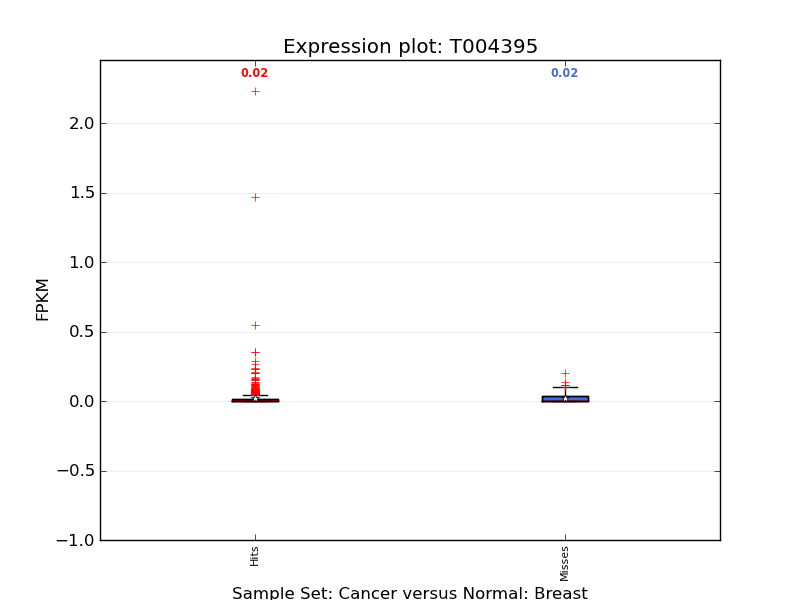 Expression plot: T004395
0.02 0.02
2.0
1.5
1.0
0.5
0.0
−0.5
−1.0
FPKM
Hits
Misses
Sample Set: Cancer versus Normal: Breast